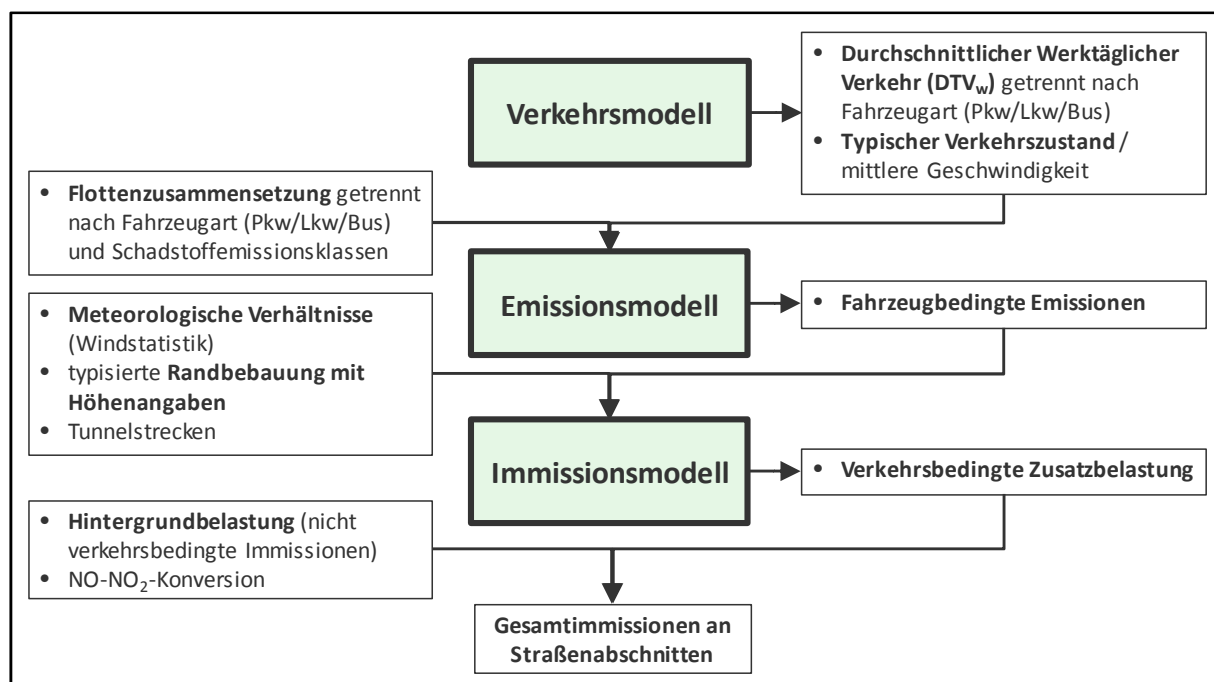 Verkehrsmodell
• Durchschnittlicher Werktäglicher
Verkehr (DTVw) getrennt nach
Fahrzeugart (Pkw/Lkw/Bus)
• Typischer Verkehrszustand /
mittlere Geschwindigkeit
• Flottenzusammensetzung getrennt
nach Fahrzeugart (Pkw/Lkw/Bus)
und Schadstoffemissionsklassen
Emissionsmodell
• Fahrzeugbedingte Emissionen
• Meteorologische Verhältnisse
(Windstatistik)
• typisierte Randbebauung mit
Höhenangaben
• Tunnelstrecken
Immissionsmodell
• Verkehrsbedingte Zusatzbelastung
• Hintergrundbelastung (nicht
verkehrsbedingte Immissionen)
• NO-NO₂-Konversion
Gesamtimmissionen an
Straßenabschnitten